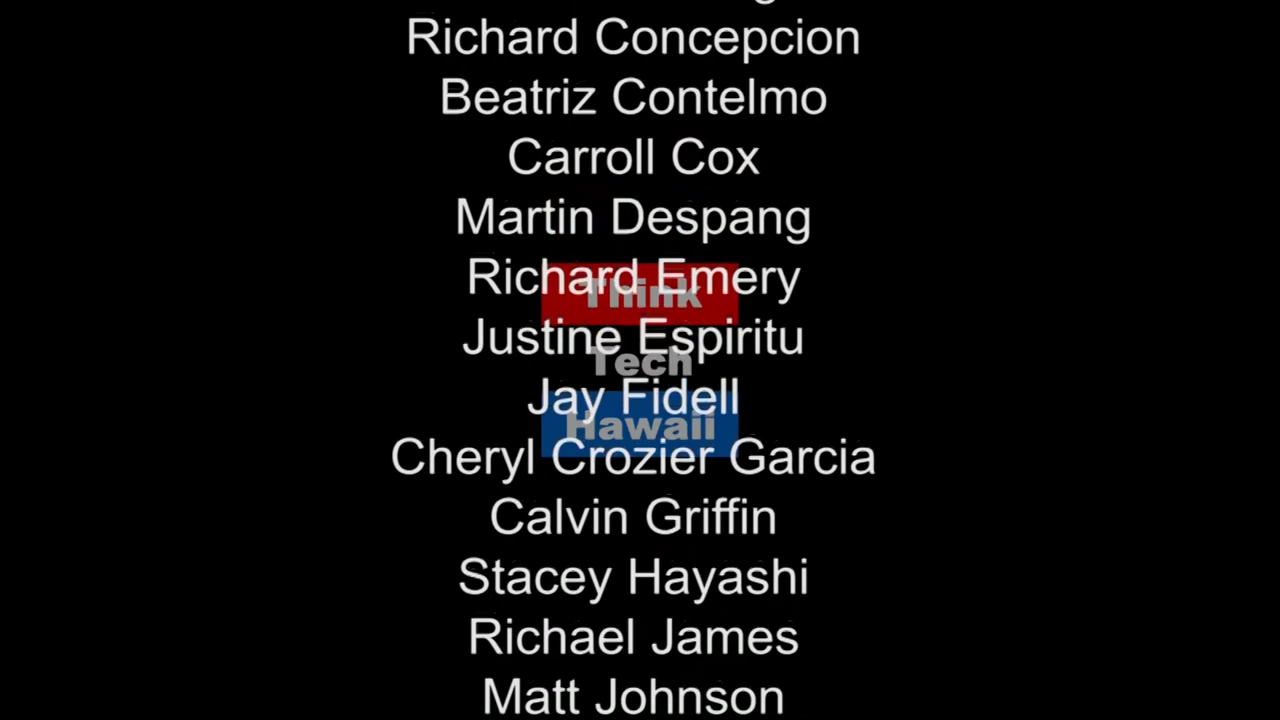 Richard Concepcion
Beatriz Contelmo
Carroll Cox
Martin Despang
Richard Emery
Think
Justine Espiritu
Tech
Jay Fidell
Hawaii
Cheryl Crozier Garcia
Calvin Griffin
Stacey Hayashi
Richael James
Matt Johnson